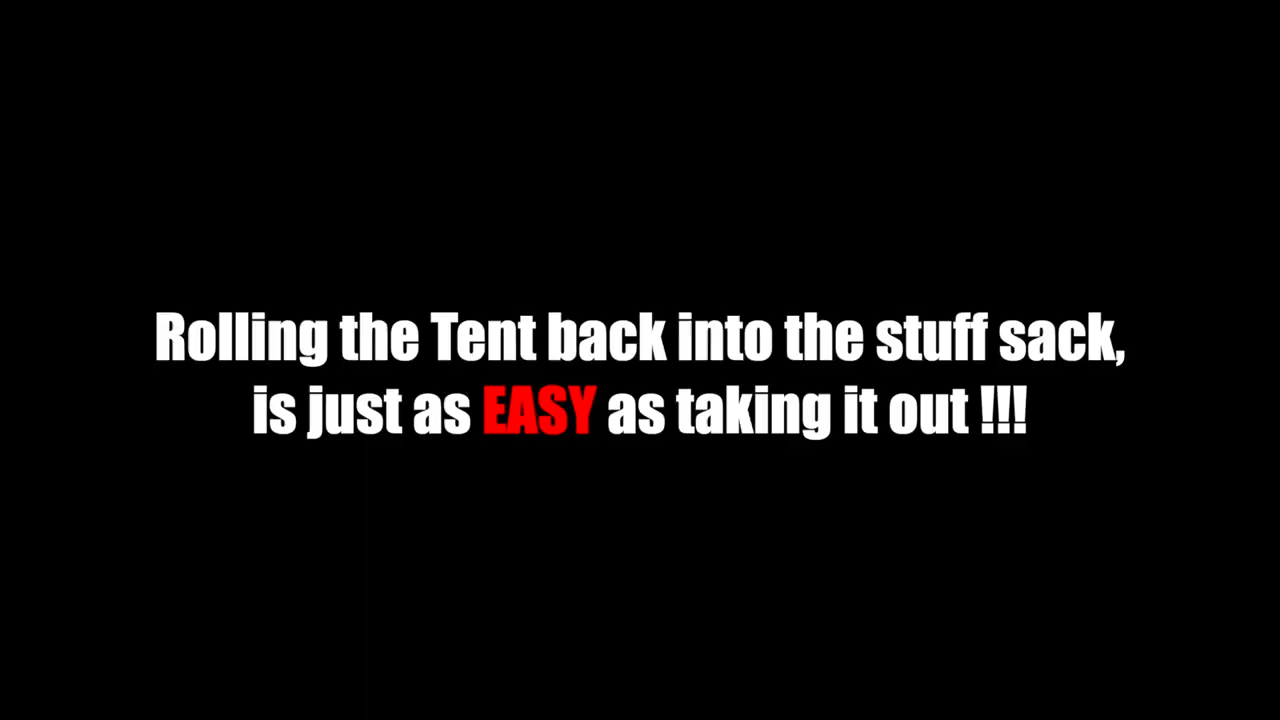 Rolling the Tent back into the stuff sack,
is just as EASY as taking it out !!!